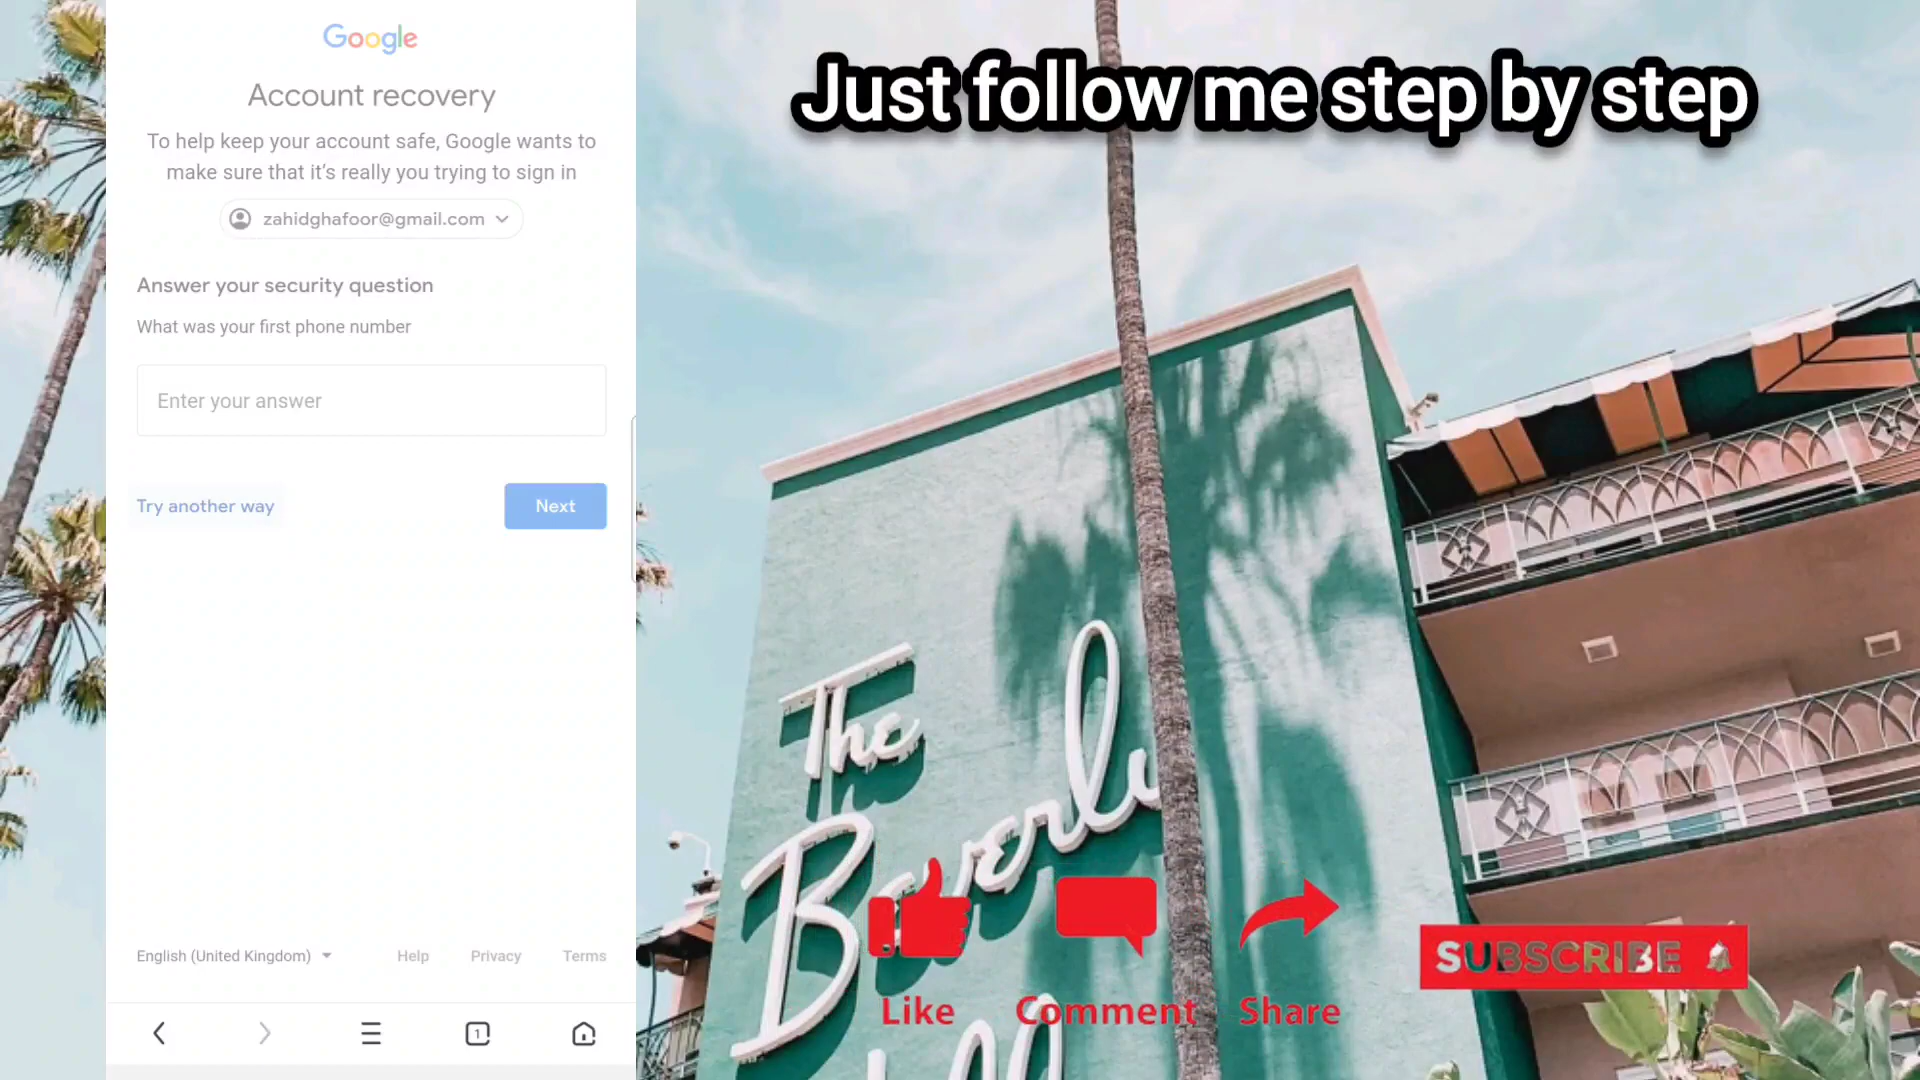 Google
Account recovery
To help keep your account safe, Google wants to
make sure that it's really you trying to sign in
zahidghafoor@gmail.com
Answer your security question
What was your first phone number
Enter your answer
Try another way
Next
English (United Kingdom)
Help
Privacy
Terms
1
Just follow me step by step
The
Beverly
Like
Comment
Share
SUBSCRIBE